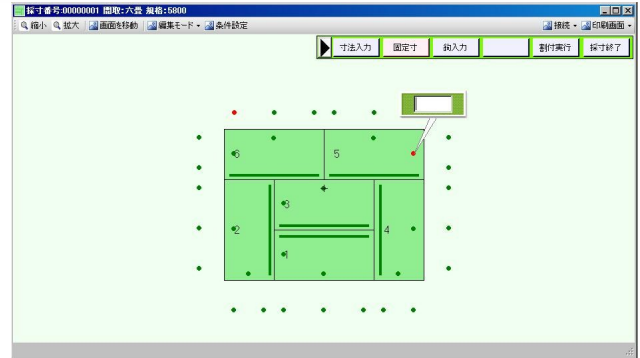 採寸番号:00000001 間取:六畳 規格:5800
縮小 拡大 画面を移動 編集モード 条件設定 接続 印刷画面
寸法入力 固定寸 鉤入力 割付実行 採寸終了
6 5
3
2 4
1